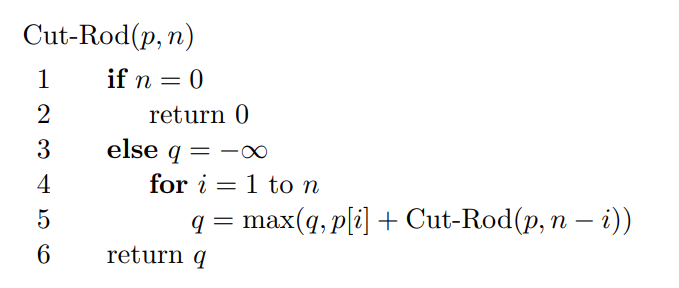 Cut-Rod(p, n)
1 if n = 0
2 return 0
3 else q = −∞
4 for i = 1 to n
5 q = max(q, p[i] + Cut-Rod(p, n − i))
6 return q